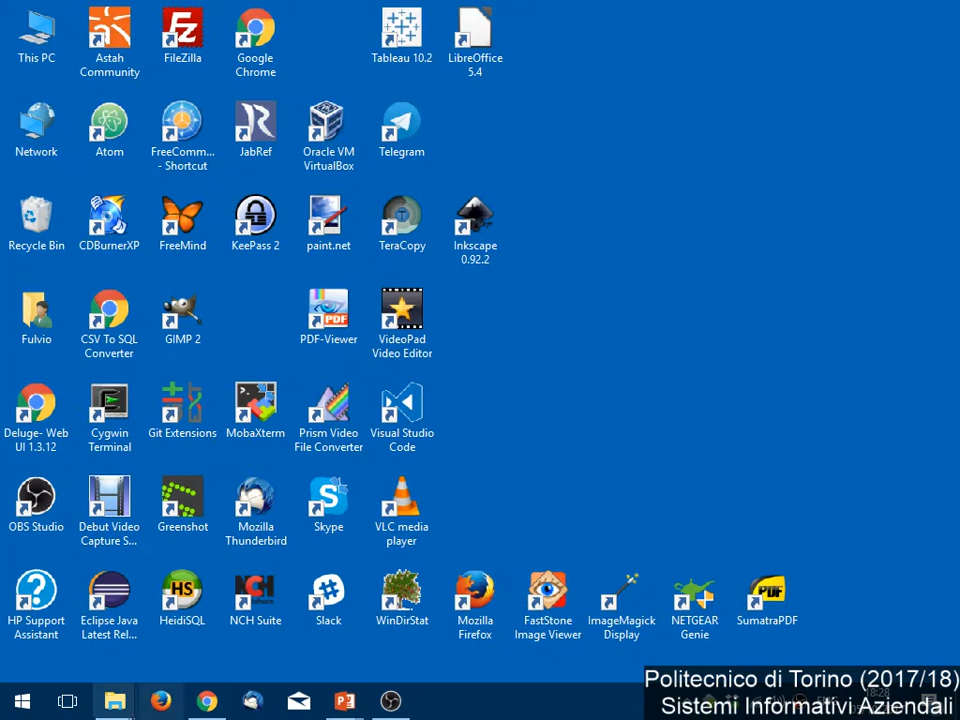 This PC
Astah Community
FileZilla
Google Chrome
Tableau 10.2
LibreOffice 5.4
Network
Atom
FreeComm... - Shortcut
JabRef
Oracle VM VirtualBox
Telegram
Recycle Bin
CDBurnerXP
FreeMind
KeePass 2
paint.net
TeraCopy
Inkscape 0.92.2
Fulvio
CSV To SQL Converter
GIMP 2
PDF-Viewer
VideoPad Video Editor
Deluge- Web UI 1.3.12
Cygwin Terminal
Git Extensions
MobaXterm
Prism Video File Converter
Visual Studio Code
OBS Studio
Debut Video Capture S...
Greenshot
Mozilla Thunderbird
Skype
VLC media player
HP Support Assistant
Eclipse Java Latest Rel...
HeidiSQL
NCH Suite
Slack
WinDirStat
Mozilla Firefox
FastStone Image Viewer
ImageMagick Display
NETGEAR Genie
SumatraPDF
Politecnico di Torino (2017/18)
18:28
Sistemi Informativi Aziendali